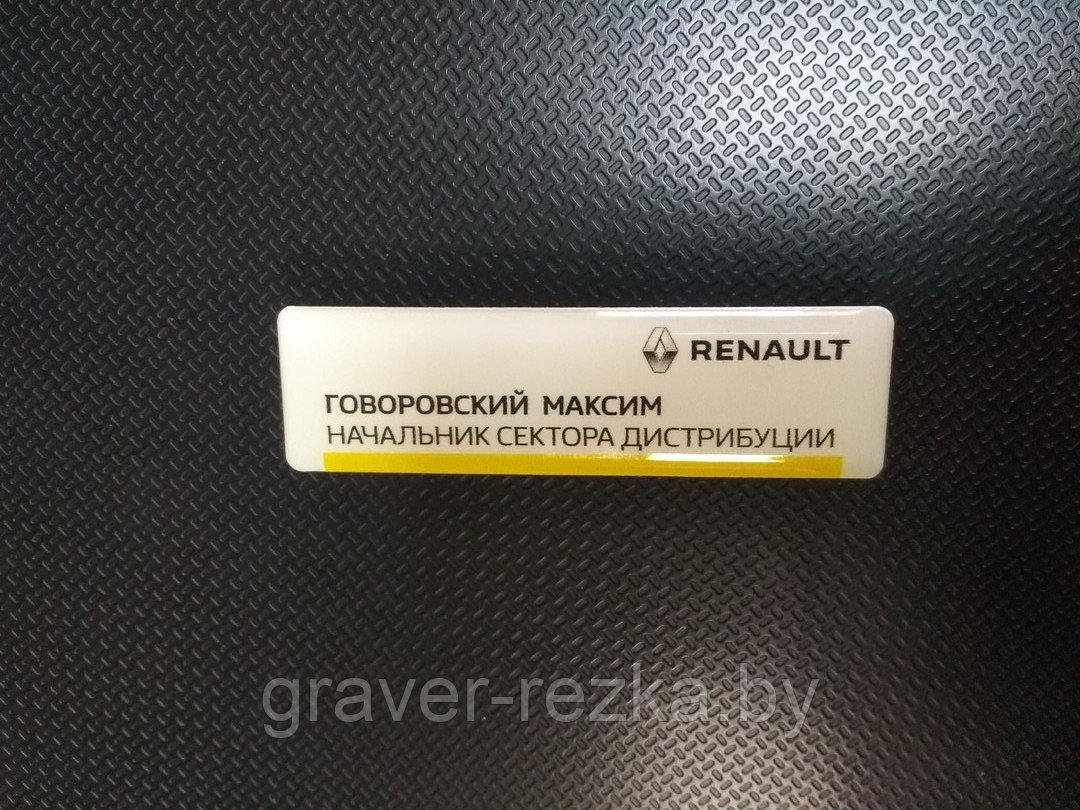 RENAULT
ГОВОРОВСКИЙ МАКСИМ
НАЧАЛЬНИК СЕКТОРА ДИСТРИБУЦИИ
graver-rezka.by